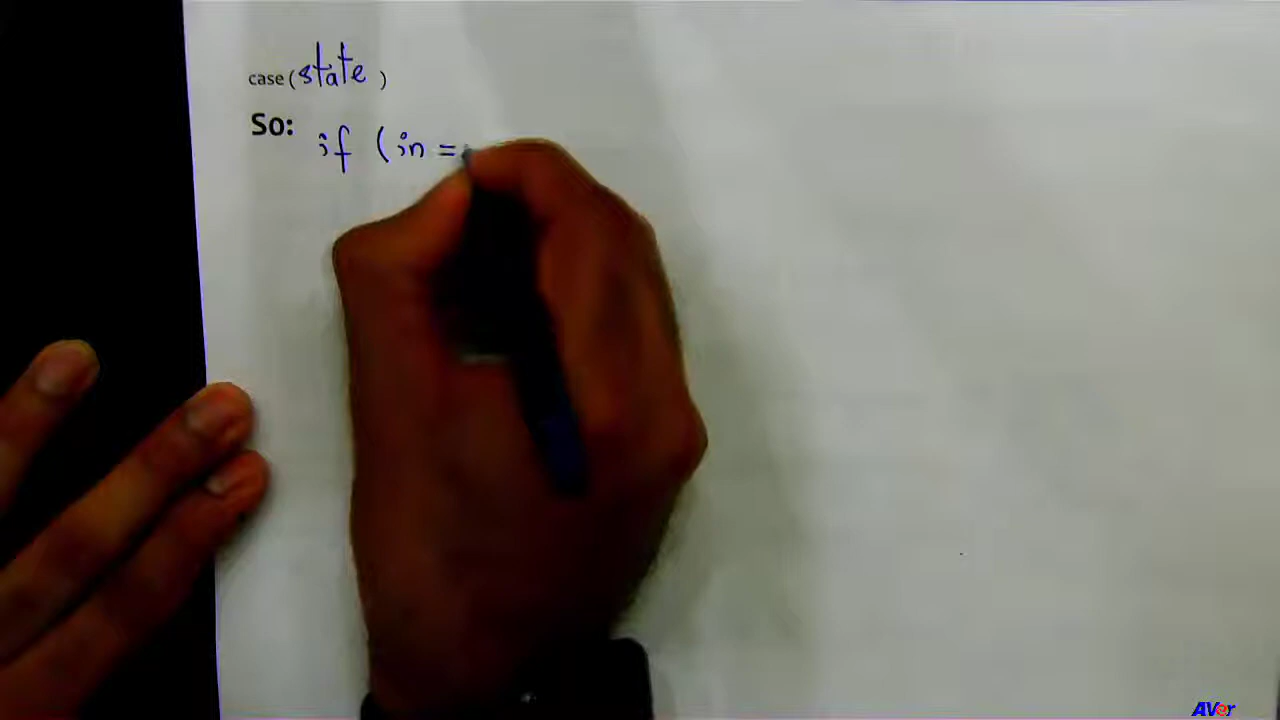 case (state )
So: if (in =
AVer